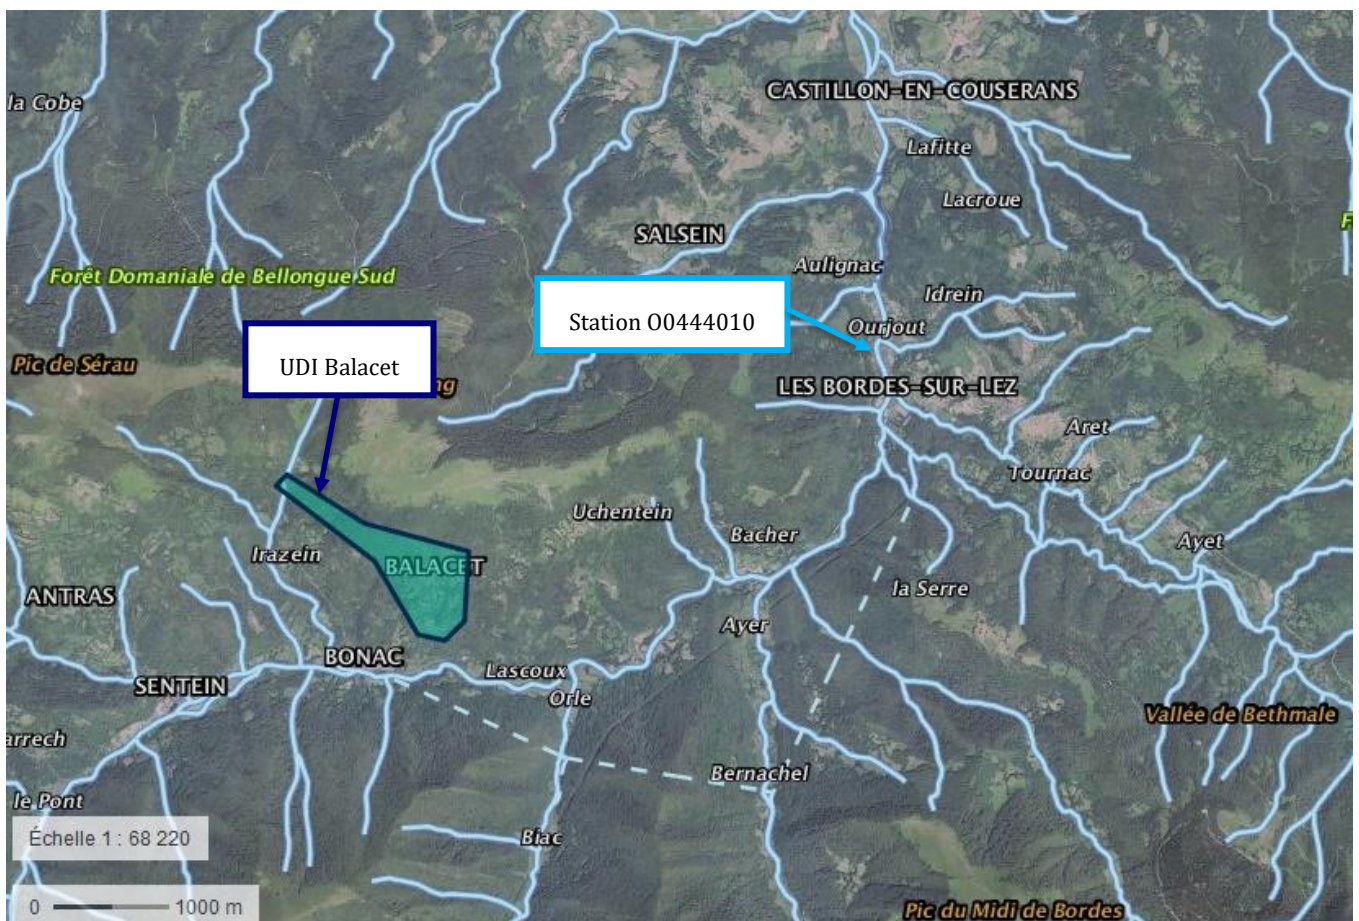 CASTILLON-EN-COUSERANS
la Cobe
Lafitte
Lacroue
SALSEIN
Aulignac
Forêt Domaniale de Bellongue Sud
Idrein
Station O0444010
Ourjout
UDI Balacet
Pic de Sérau
ng
LES BORDES-SUR-LEZ
Aret
Tournac
Uchentein
Bacher
Ayet
Irazein
BALACET
la Serre
ANTRAS
Ayer
BONAC
Lascoux
SENTEIN
Orle
Vallée de Bethmale
arrech
Bernachel
le Pont
Échelle 1 : 68 220
Biac
0 1000 m
Pic du Midi de Bordes